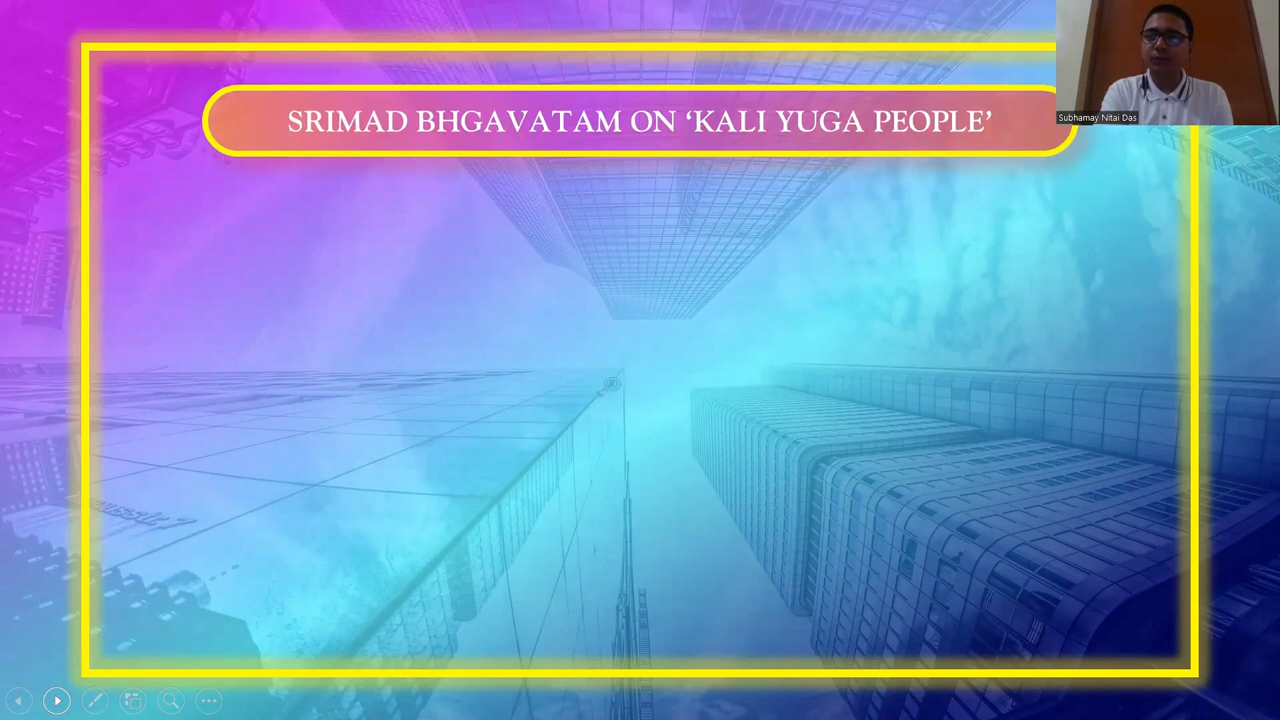 SRIMAD BHGAVATAM ON ‘KALI YUGA PEOPLE’
Subhamay Nitai Das